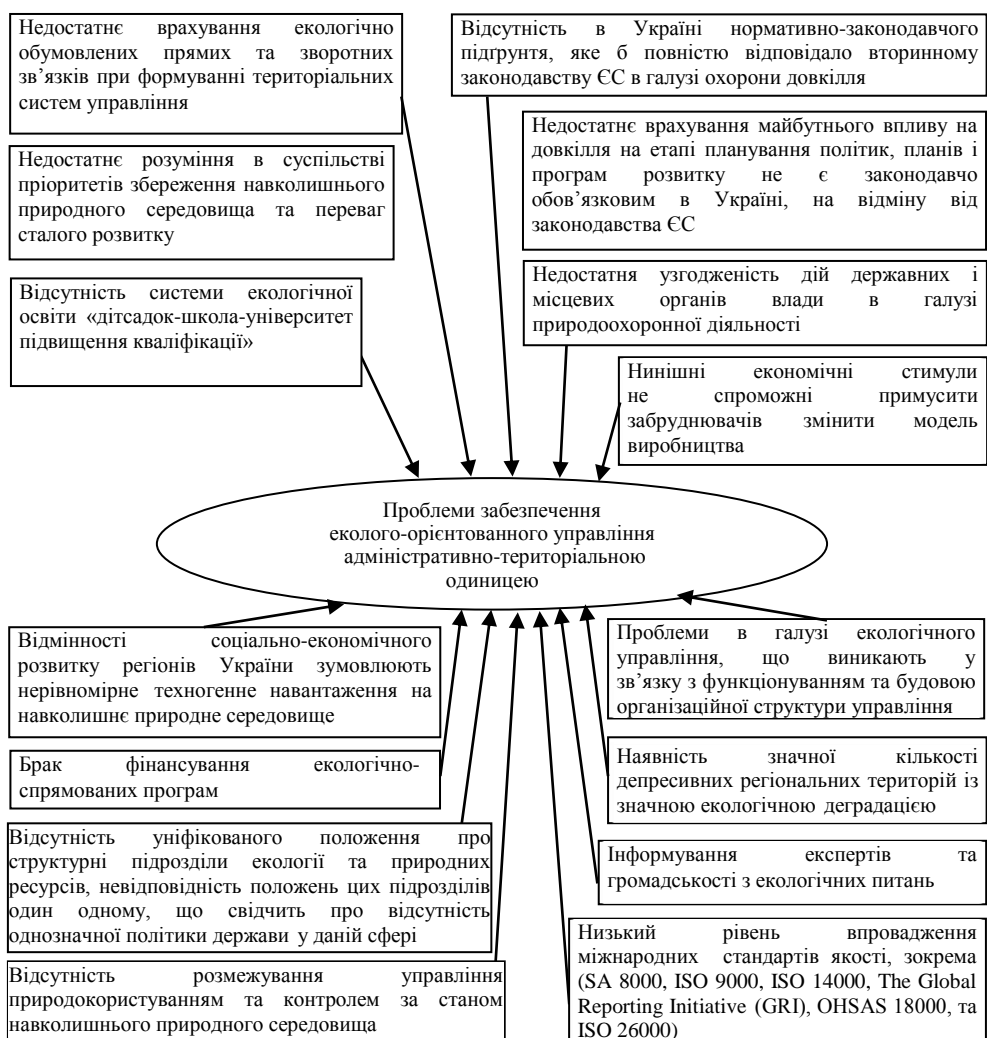 Недостатнє врахування екологічно
обумовлених прямих та зворотних
зв’язків при формуванні територіальних
систем управління
Відсутність в Україні нормативно-законодавчого
підґрунтя, яке б повністю відповідало вторинному
законодавству ЄС в галузі охорони довкілля
Недостатнє врахування майбутнього впливу на
довкілля на етапі планування політик, планів і
програм розвитку не є законодавчо
обов’язковим в Україні, на відміну від
законодавства ЄС
Недостатнє розуміння в суспільстві
пріоритетів збереження навколишнього
природного середовища та переваг
сталого розвитку
Недостатня узгодженість дій державних і
місцевих органів влади в галузі
природоохоронної діяльності
Відсутність системи екологічної
освіти «дітсадок-школа-університет
підвищення кваліфікації»
Нинішні економічні стимули
не спроможні примусити
забруднювачів змінити модель
виробництва
Проблеми забезпечення
еколого-орієнтованого управління
адміністративно-територіальною
одиницею
Відмінності соціально-економічного
розвитку регіонів України зумовлюють
нерівномірне техногенне навантаження на
навколишнє природне середовище
Проблеми в галузі екологічного
управління, що виникають у
зв’язку з функціонуванням та будовою
організаційної структури управління
Брак фінансування екологічно-
спрямованих програм
Наявність значної кількості
депресивних регіональних територій із
значною екологічною деградацією
Відсутність уніфікованого положення про
структурні підрозділи екології та природних
ресурсів, невідповідність положень цих підрозділів
один одному, що свідчить про відсутність
однозначної політики держави у даній сфері
Інформування експертів та
громадськості з екологічних питань
Відсутність розмежування управління
природокористуванням та контролем за станом
навколишнього природного середовища
Низький рівень впровадження
міжнародних стандартів якості, зокрема
(SA 8000, ISO 9000, ISO 14000, The Global
Reporting Initiative (GRI), OHSAS 18000, та
ISO 26000)